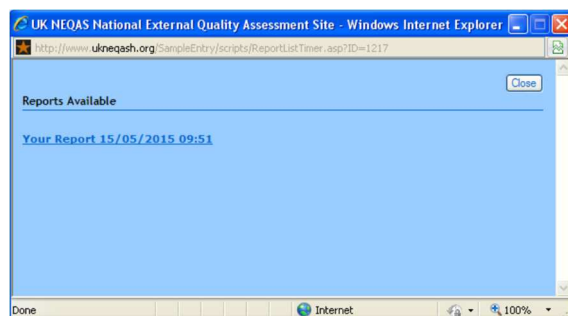 UK NEQAS National External Quality Assessment Site - Windows Internet Explorer
http://www.ukneqash.org/SampleEntry/scripts/ReportListTimer.asp?ID=1217
Close
Reports Available
Your Report 15/05/2015 09:51
Done
Internet
100%